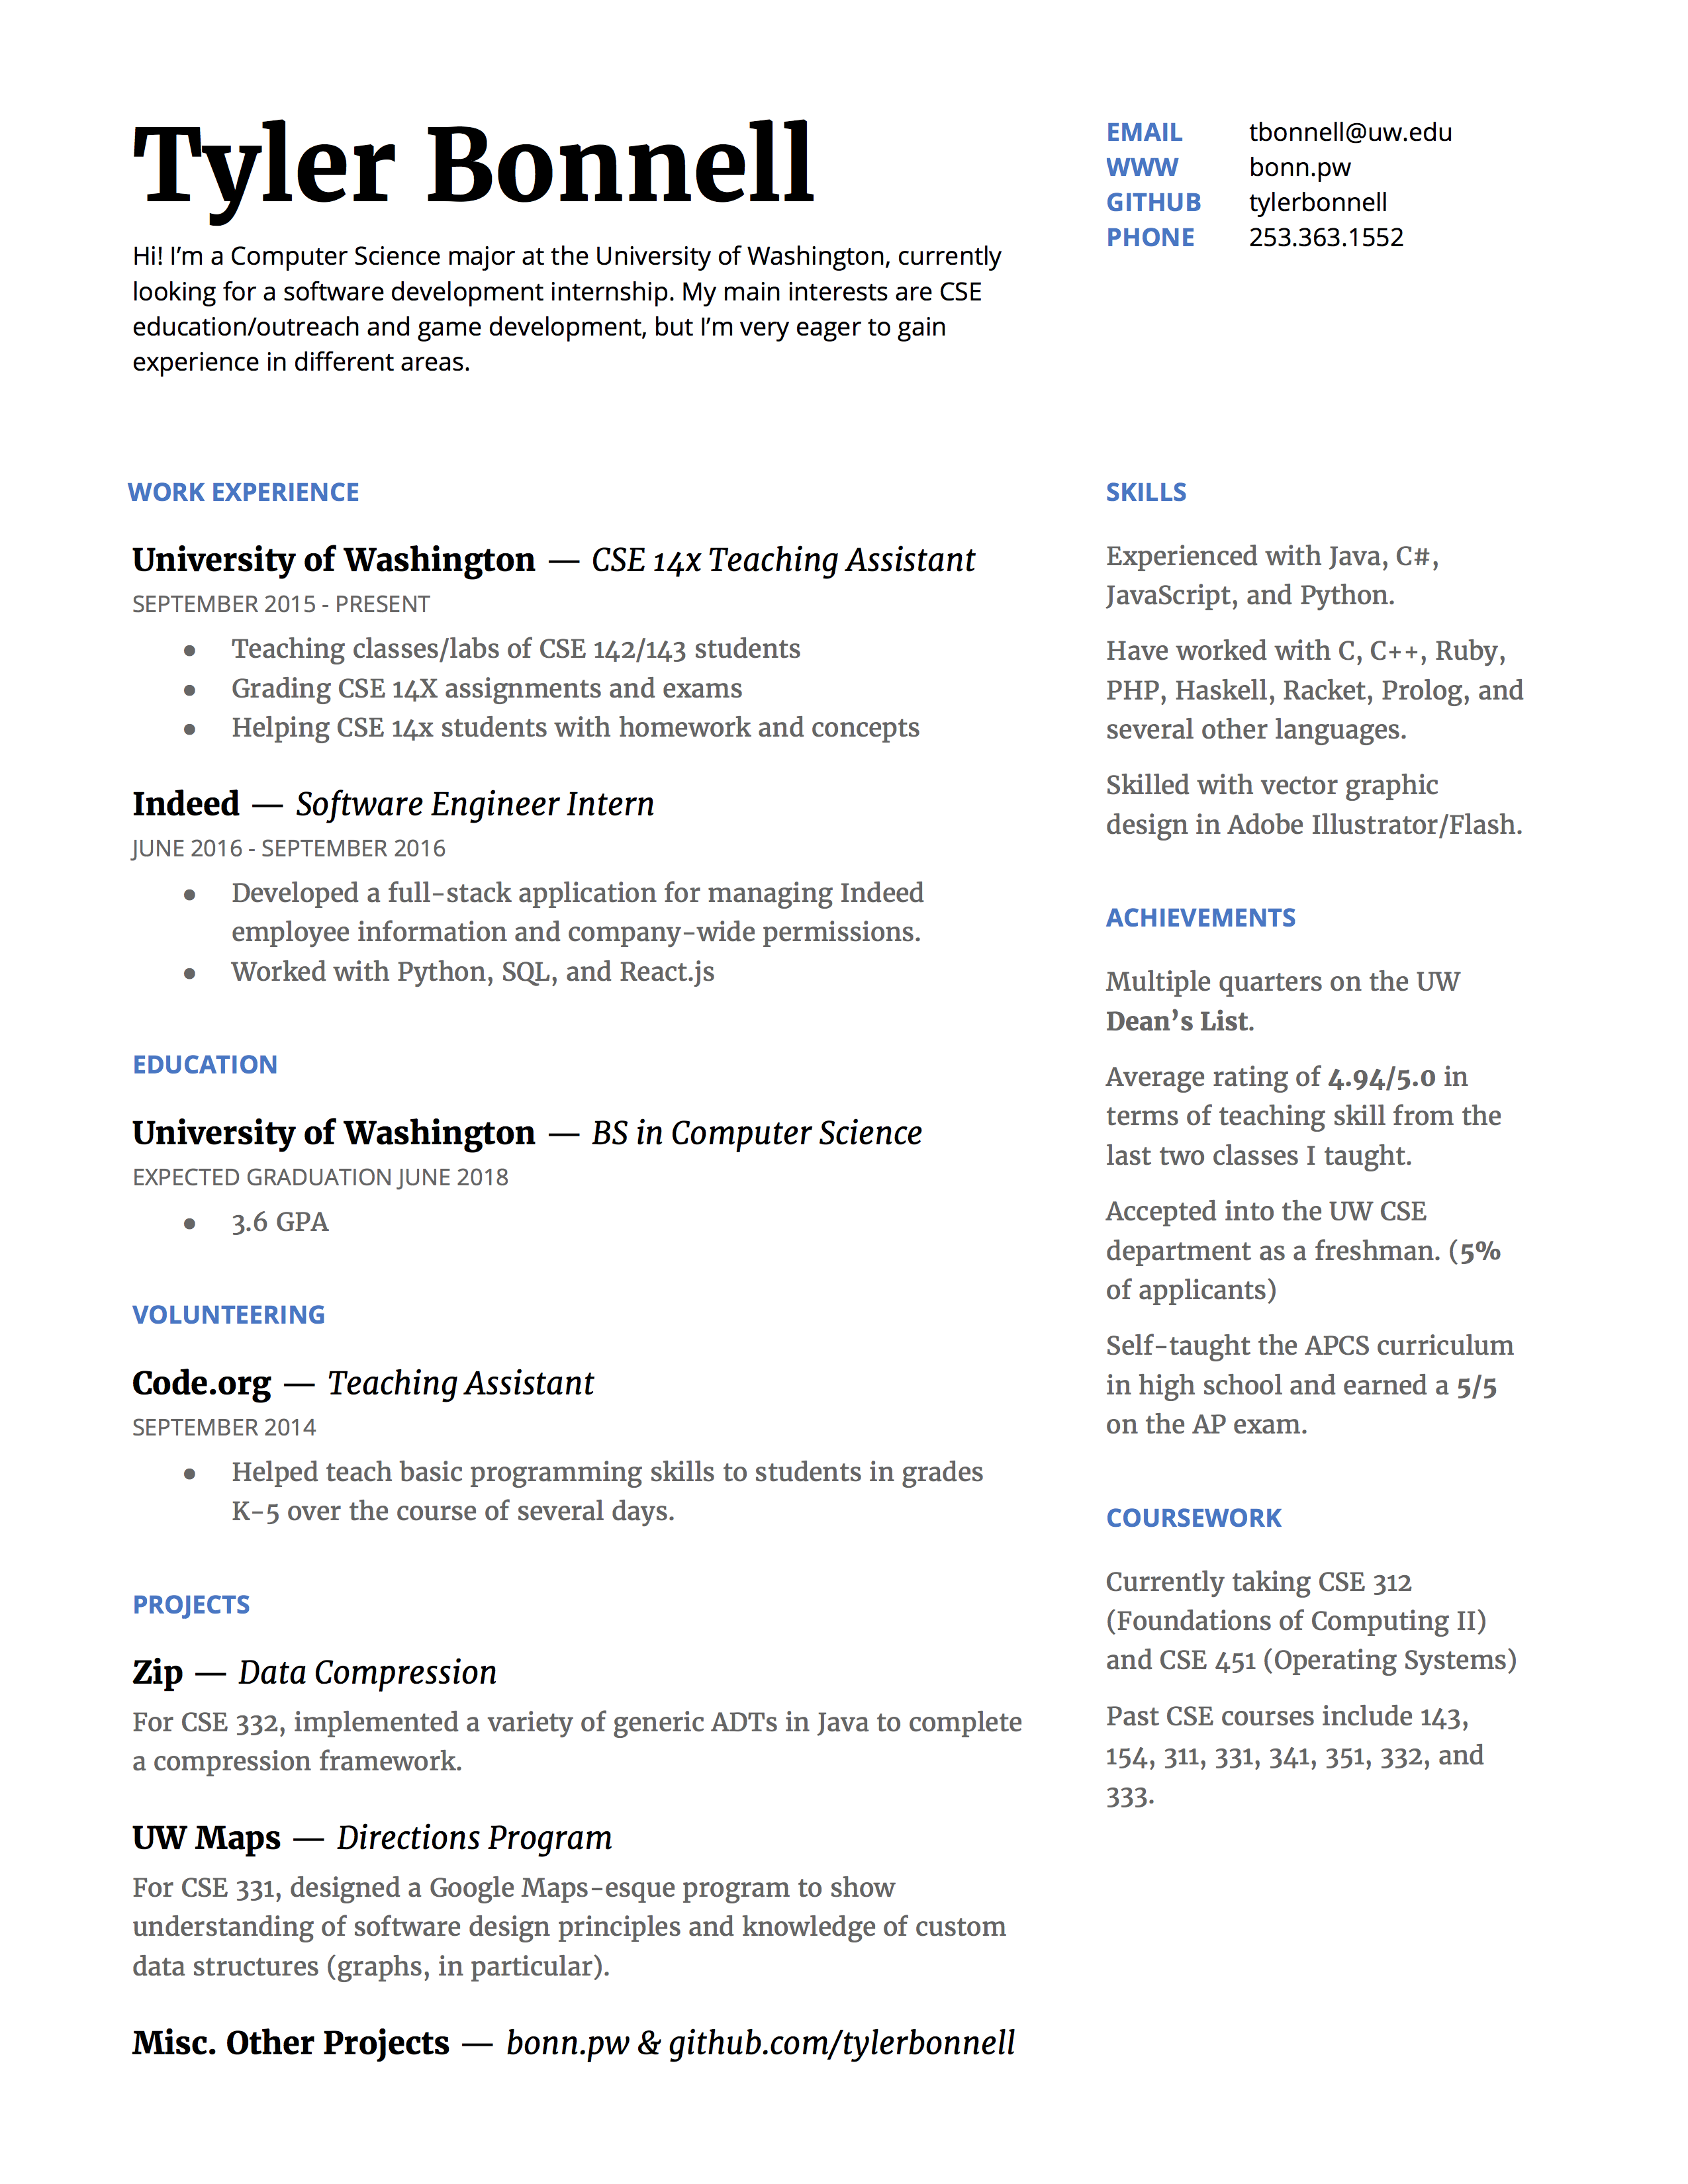 Tyler Bonnell
Hi! I’m a Computer Science major at the University of Washington, currently
looking for a software development internship. My main interests are CSE
education/outreach and game development, but I’m very eager to gain
experience in different areas.
EMAIL tbonnell@uw.edu
WWW bonn.pw
GITHUB tylerbonnell
PHONE 253.363.1552
WORK EXPERIENCE
University of Washington — CSE 14x Teaching Assistant
SEPTEMBER 2015 - PRESENT
● Teaching classes/labs of CSE 142/143 students
● Grading CSE 14X assignments and exams
● Helping CSE 14x students with homework and concepts
Indeed — Software Engineer Intern
JUNE 2016 - SEPTEMBER 2016
● Developed a full-stack application for managing Indeed
employee information and company-wide permissions.
● Worked with Python, SQL, and React.js
EDUCATION
University of Washington — BS in Computer Science
EXPECTED GRADUATION JUNE 2018
● 3.6 GPA
VOLUNTEERING
Code.org — Teaching Assistant
SEPTEMBER 2014
● Helped teach basic programming skills to students in grades
K-5 over the course of several days.
PROJECTS
Zip — Data Compression
For CSE 332, implemented a variety of generic ADTs in Java to complete
a compression framework.
UW Maps — Directions Program
For CSE 331, designed a Google Maps-esque program to show
understanding of software design principles and knowledge of custom
data structures (graphs, in particular).
Misc. Other Projects — bonn.pw & github.com/tylerbonnell
SKILLS
Experienced with Java, C#,
JavaScript, and Python.
Have worked with C, C++, Ruby,
PHP, Haskell, Racket, Prolog, and
several other languages.
Skilled with vector graphic
design in Adobe Illustrator/Flash.
ACHIEVEMENTS
Multiple quarters on the UW
Dean’s List.
Average rating of 4.94/5.0 in
terms of teaching skill from the
last two classes I taught.
Accepted into the UW CSE
department as a freshman. (5%
of applicants)
Self-taught the APCS curriculum
in high school and earned a 5/5
on the AP exam.
COURSEWORK
Currently taking CSE 312
(Foundations of Computing II)
and CSE 451 (Operating Systems)
Past CSE courses include 143,
154, 311, 331, 341, 351, 332, and
333.